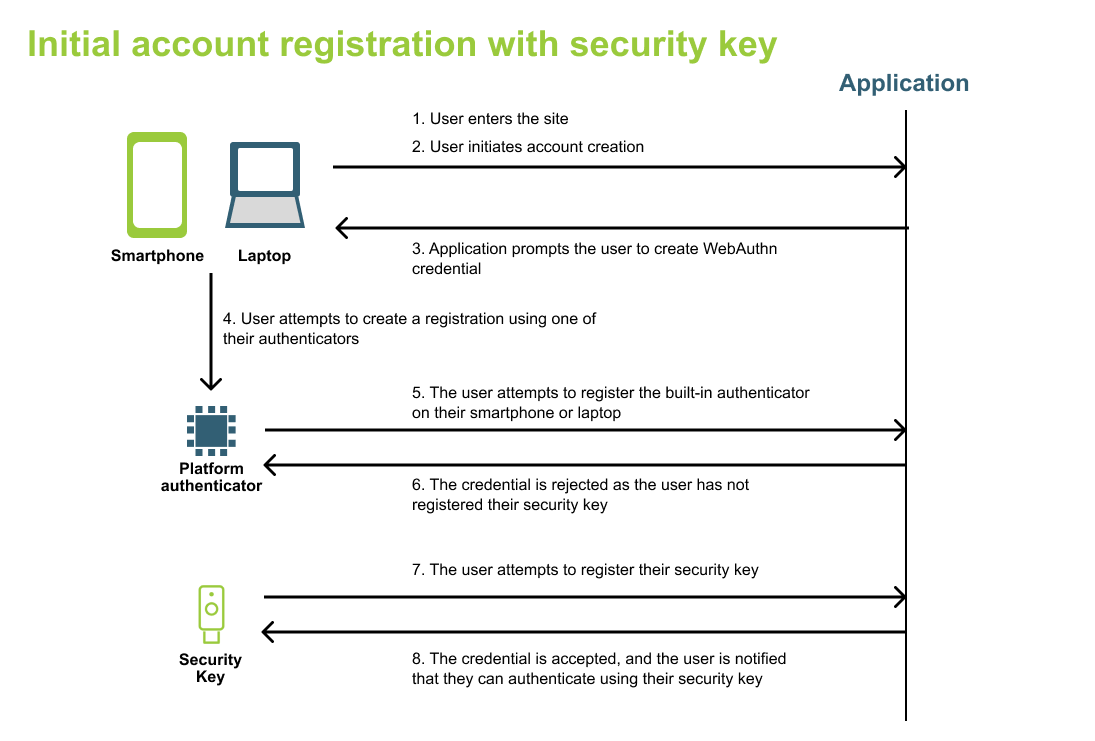 Initial account registration with security key
Application
1. User enters the site
2. User initiates account creation
Smartphone
Laptop
3. Application prompts the user to create WebAuthn
credential
4. User attempts to create a registration using one of
their authenticators
5. The user attempts to register the built-in authenticator
on their smartphone or laptop
Platform
authenticator
6. The credential is rejected as the user has not
registered their security key
7. The user attempts to register their security key
Security
Key
8. The credential is accepted, and the user is notified
that they can authenticate using their security key